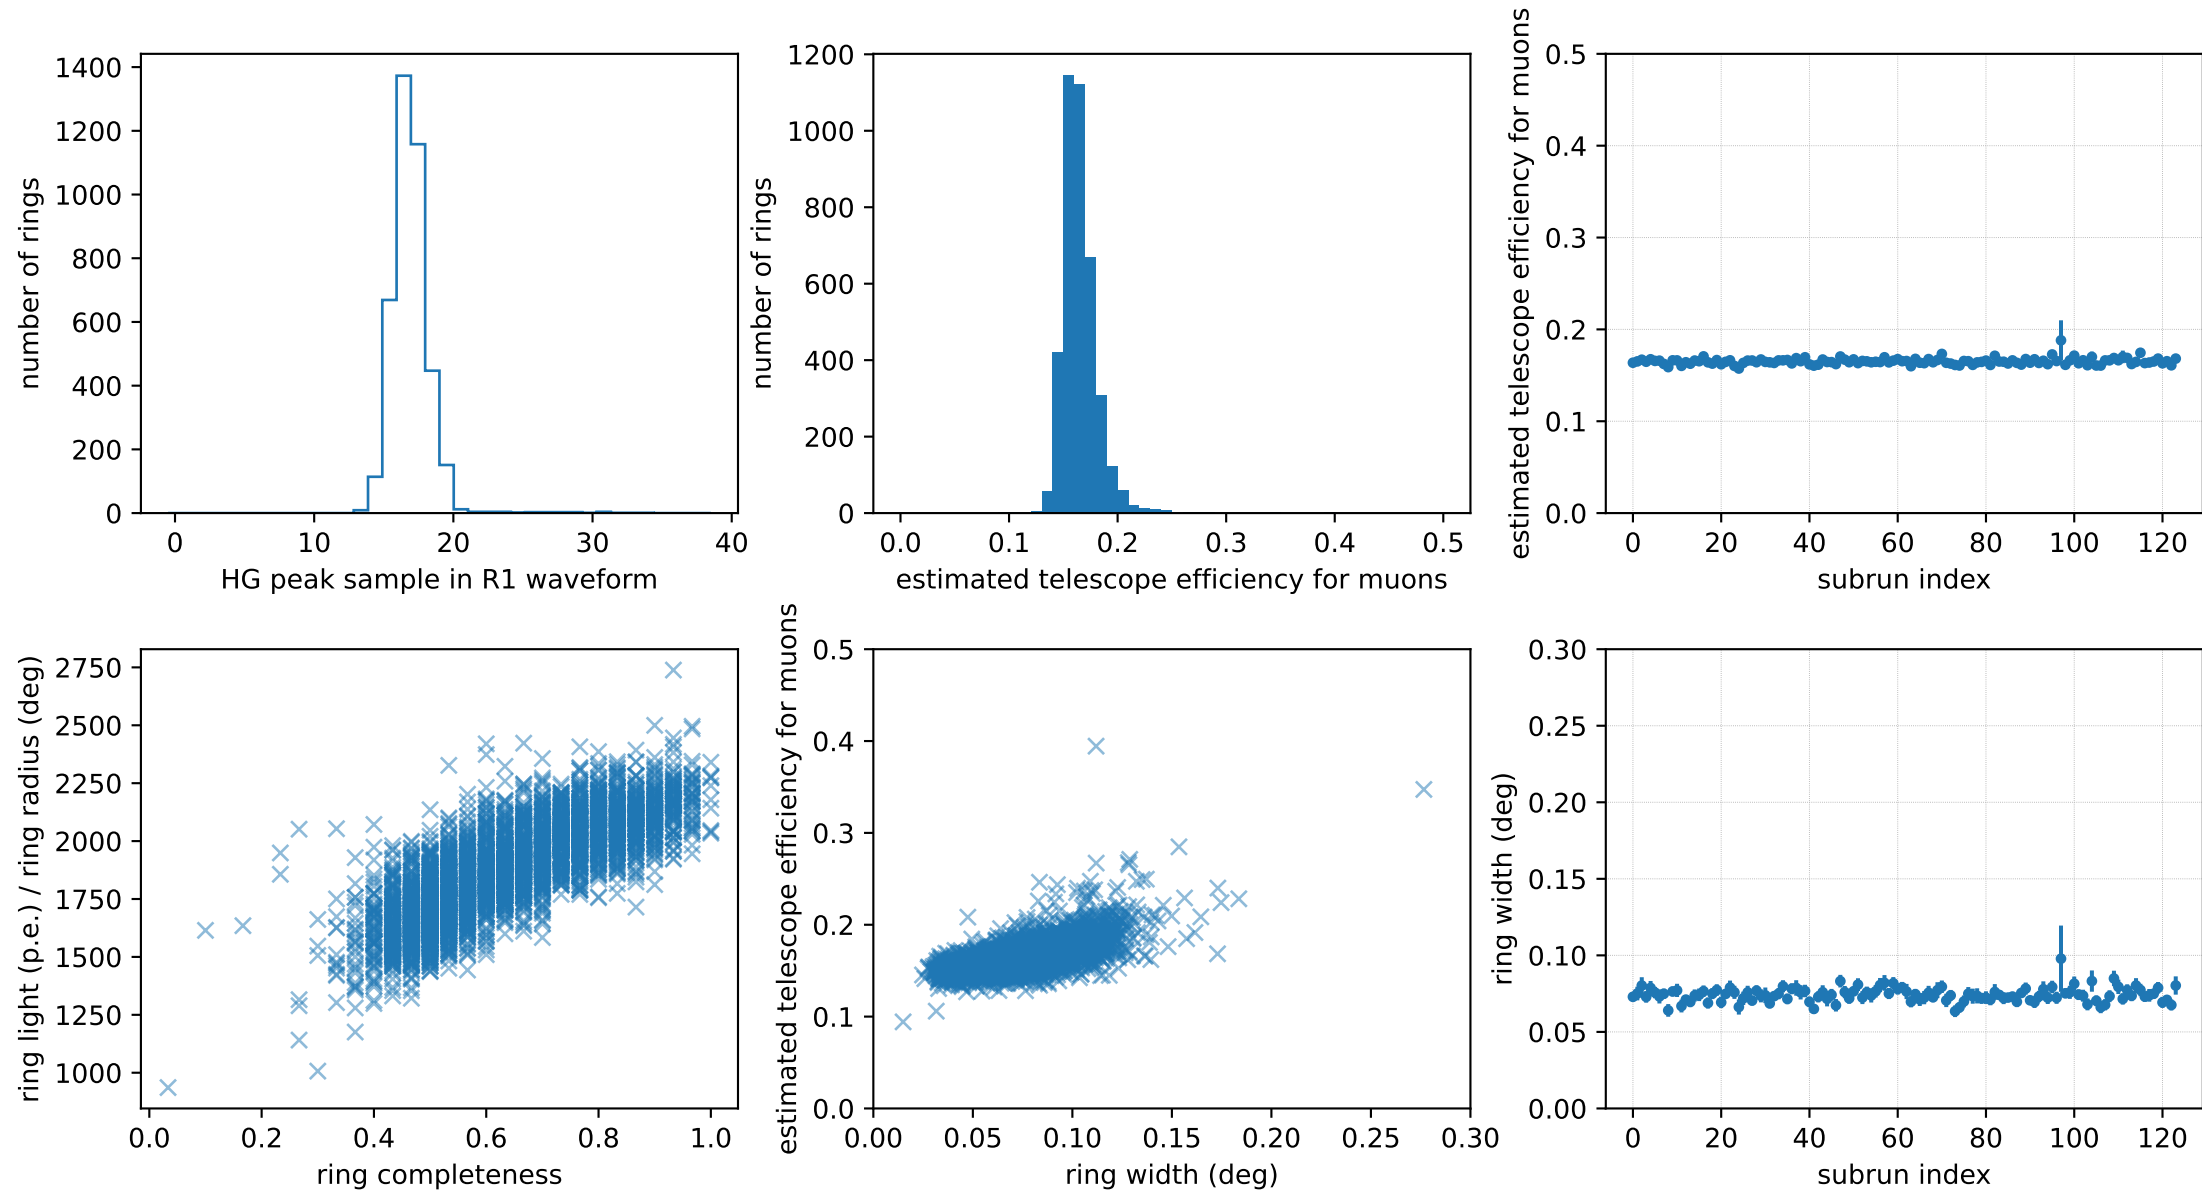 number of rings
1400
1200
1000
800
600
400
200
0
0 10 20 30 40
HG peak sample in R1 waveform
number of rings
1200
1000
800
600
400
200
0
0.0 0.1 0.2 0.3 0.4 0.5
estimated telescope efficiency for muons
estimated telescope efficiency for muons
0.5
0.4
0.3
0.2
0.1
0.0
0 20 40 60 80 100 120
subrun index
ring light (p.e.) / ring radius (deg)
2750
2500
2250
2000
1750
1500
1250
1000
0.0 0.2 0.4 0.6 0.8 1.0
ring completeness
estimated telescope efficiency for muons
0.5
0.4
0.3
0.2
0.1
0.0
0.00 0.05 0.10 0.15 0.20 0.25 0.30
ring width (deg)
ring width (deg)
0.30
0.25
0.20
0.15
0.10
0.05
0.00
0 20 40 60 80 100 120
subrun index